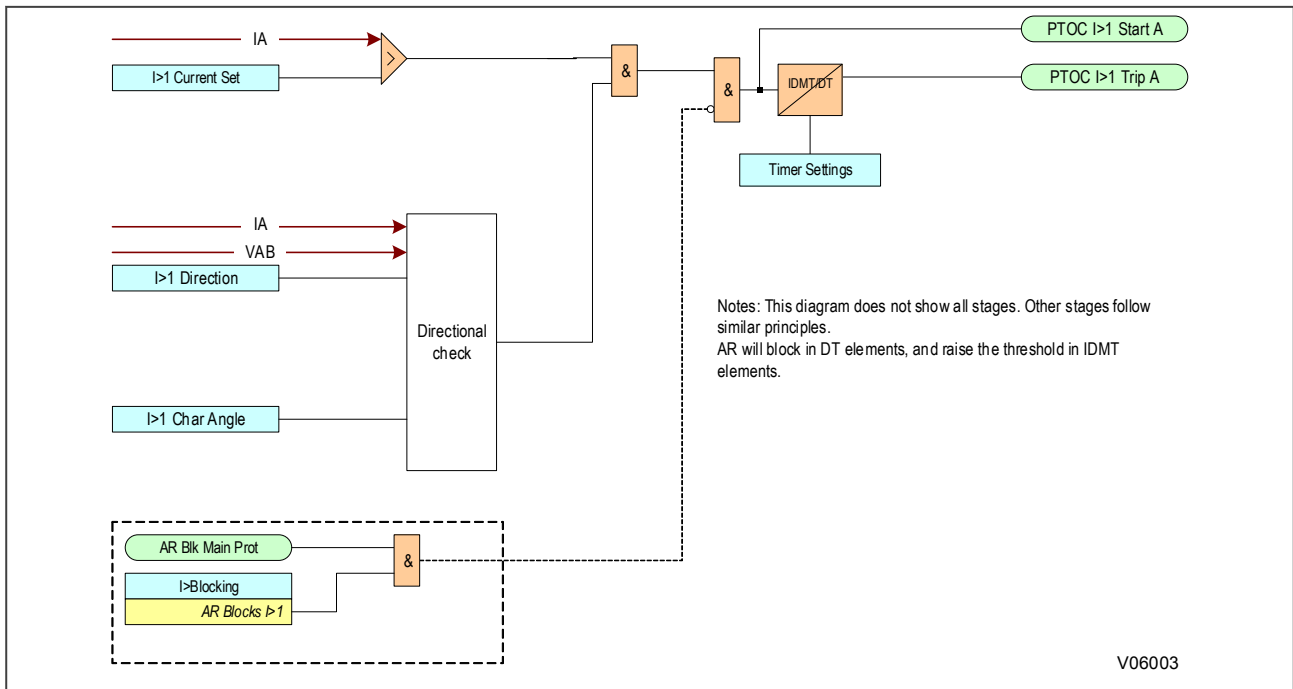 IA
I>1 Current Set
>
&
&
IDMT/DT
PTOC I>1 Start A
PTOC I>1 Trip A
Timer Settings
IA
VAB
I>1 Direction
Directional
check
I>1 Char Angle
Notes: This diagram does not show all stages. Other stages follow
similar principles.
AR will block in DT elements, and raise the threshold in IDMT
elements.
AR Blk Main Prot
I>Blocking
AR Blocks I>1
&
V06003